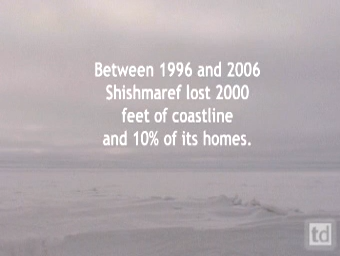 Between 1996 and 2006
Shishmaref lost 2000
feet of coastline
and 10% of its homes.
td